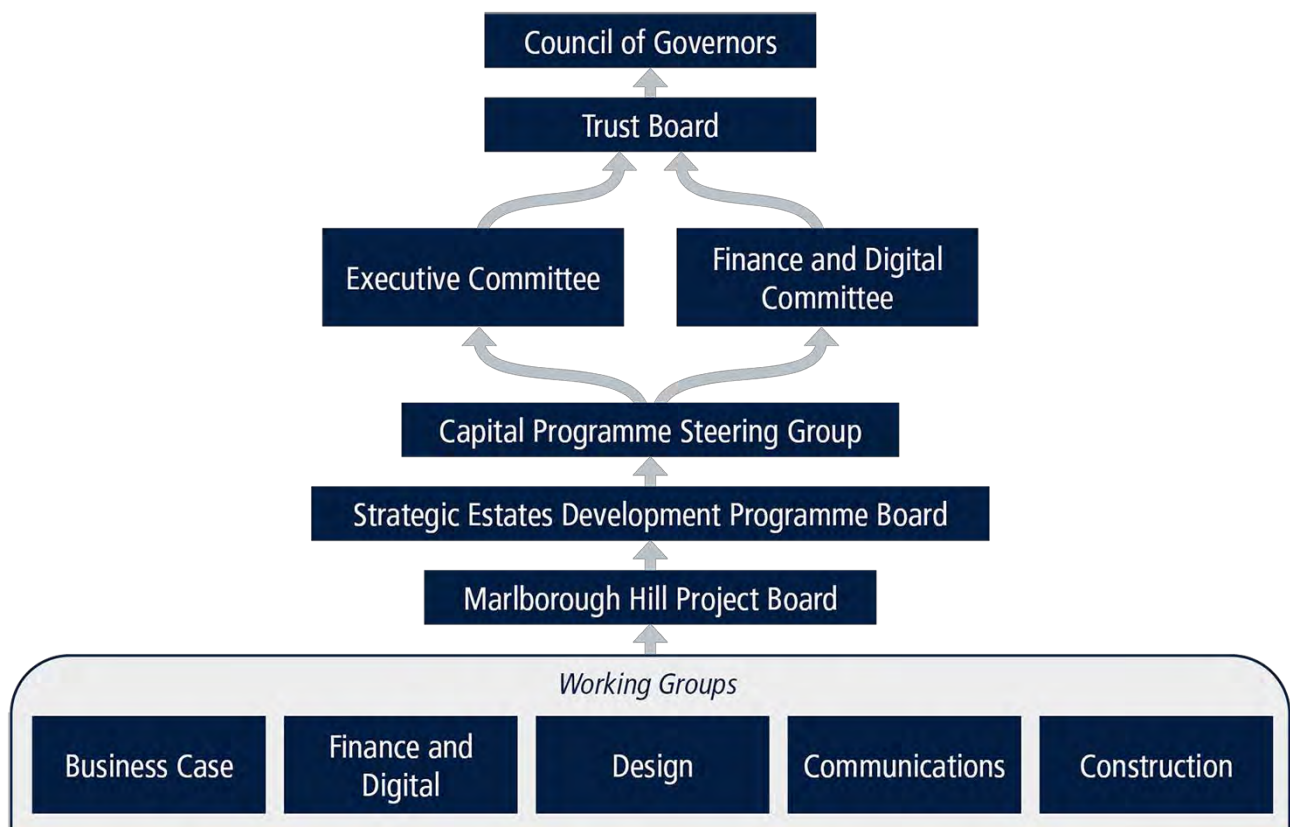 Council of Governors
Trust Board
Executive Committee
Finance and Digital
Committee
Capital Programme Steering Group
Strategic Estates Development Programme Board
Marlborough Hill Project Board
Working Groups
Business Case
Finance and
Digital
Design
Communications
Construction